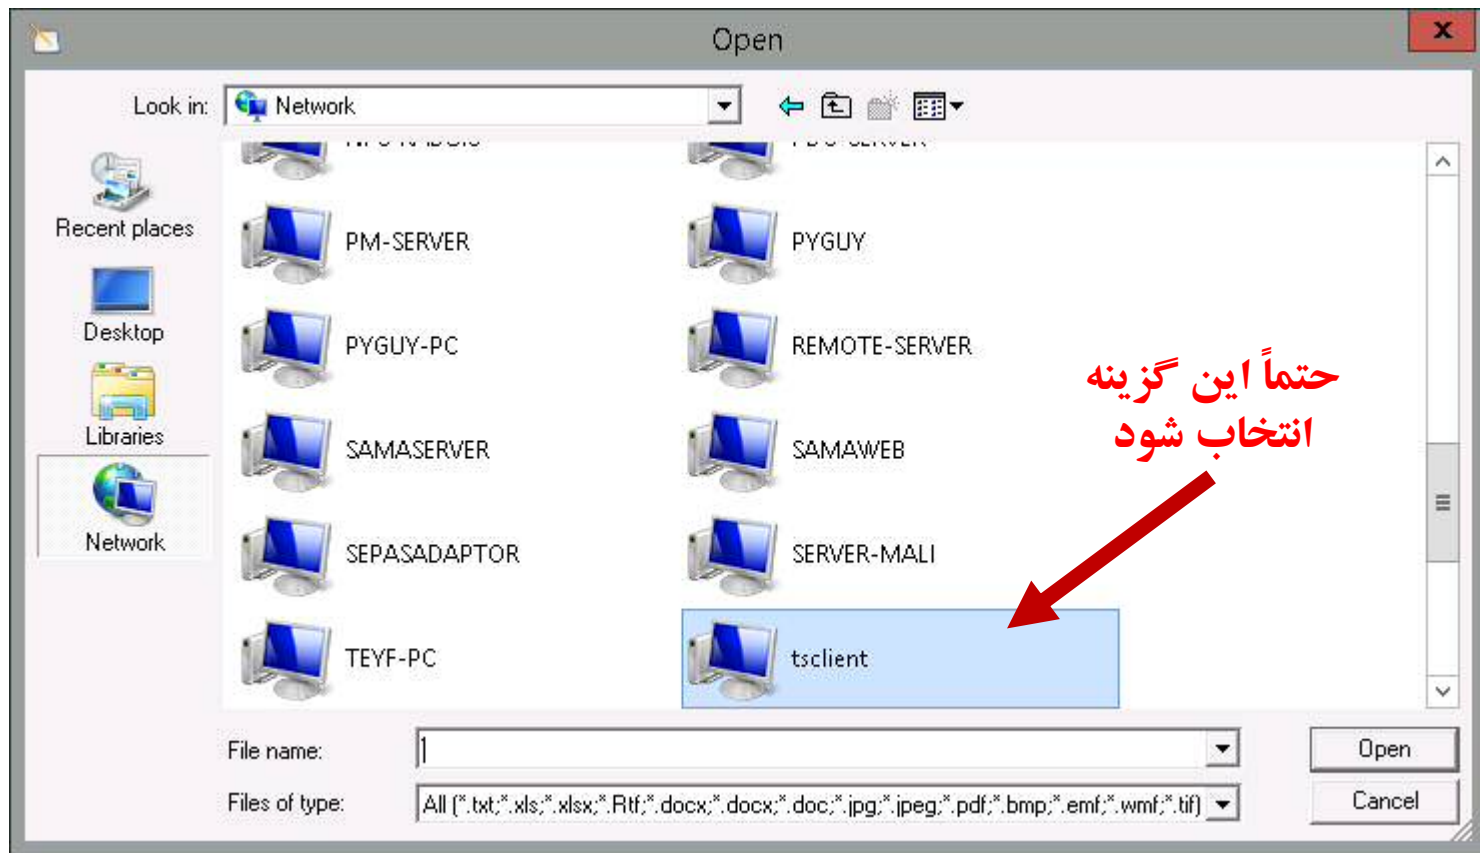 Open
Look in:
Network
Recent places
Desktop
Libraries
Network
PM-SERVER
PYGUY
PYGUY-PC
REMOTE-SERVER
SAMASERVER
SAMAWEB
SEPASADAPTOR
SERVER-MALI
TEYF-PC
tsclient
حتماً این گزینه
انتخاب شود
File name:
Open
Files of type:
All (*.txt;*.xls;*.xlsx;*.Rtf;*.docx;*.docx;*.doc;*.jpg;*.jpeg;*.pdf;*.bmp;*.emf;*.wmf;*.tif)
Cancel